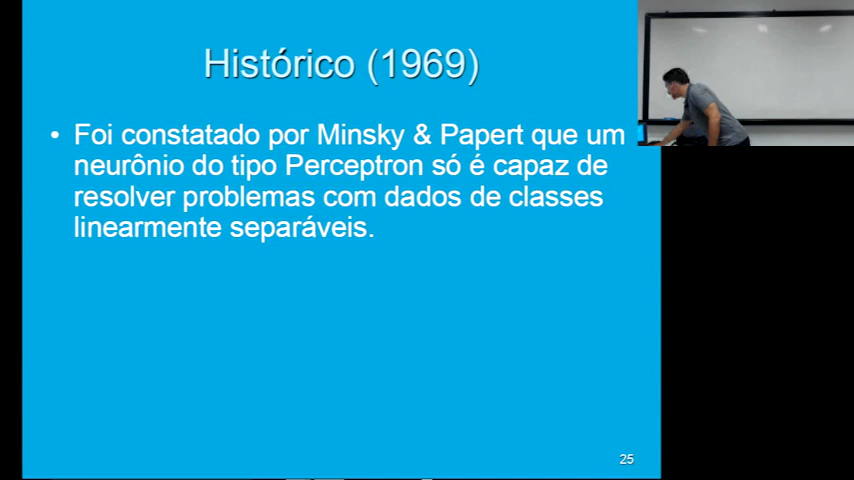 Histórico (1969)
• Foi constatado por Minsky & Papert que um
neurônio do tipo Perceptron só é capaz de
resolver problemas com dados de classes
linearmente separáveis.
25